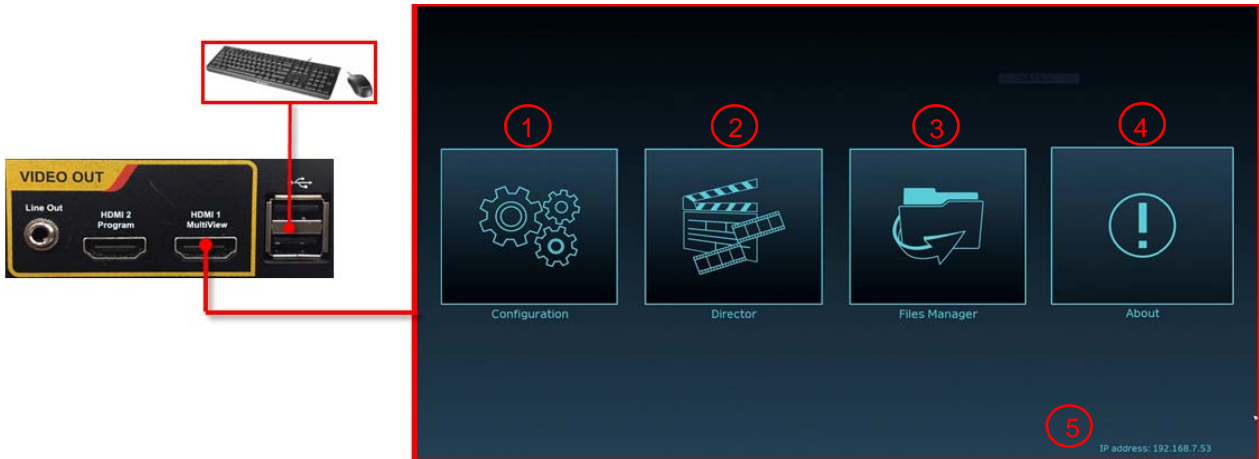 VIDEO OUT
Line Out
HDMI 2
Program
HDMI 1
MultiView
1
2
3
4
Configuration
Director
Files Manager
About
5
IP address: 192.168.7.53